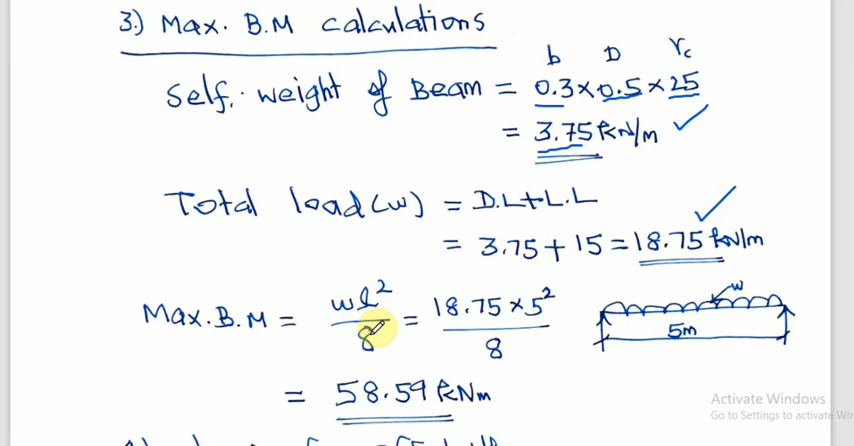 3.) Max. B.M calculations
b D γc
Self. weight of Beam = 0.3×0.5×25
= 3.75 kN/m
Total load(w) = D.L+L.L
= 3.75 + 15 = 18.75 kN/m
Max.B.M = wl²/8 = 18.75×5²/8
w
5m
= 58.59 kNm
Activate Windows
Go to Settings to activate Win